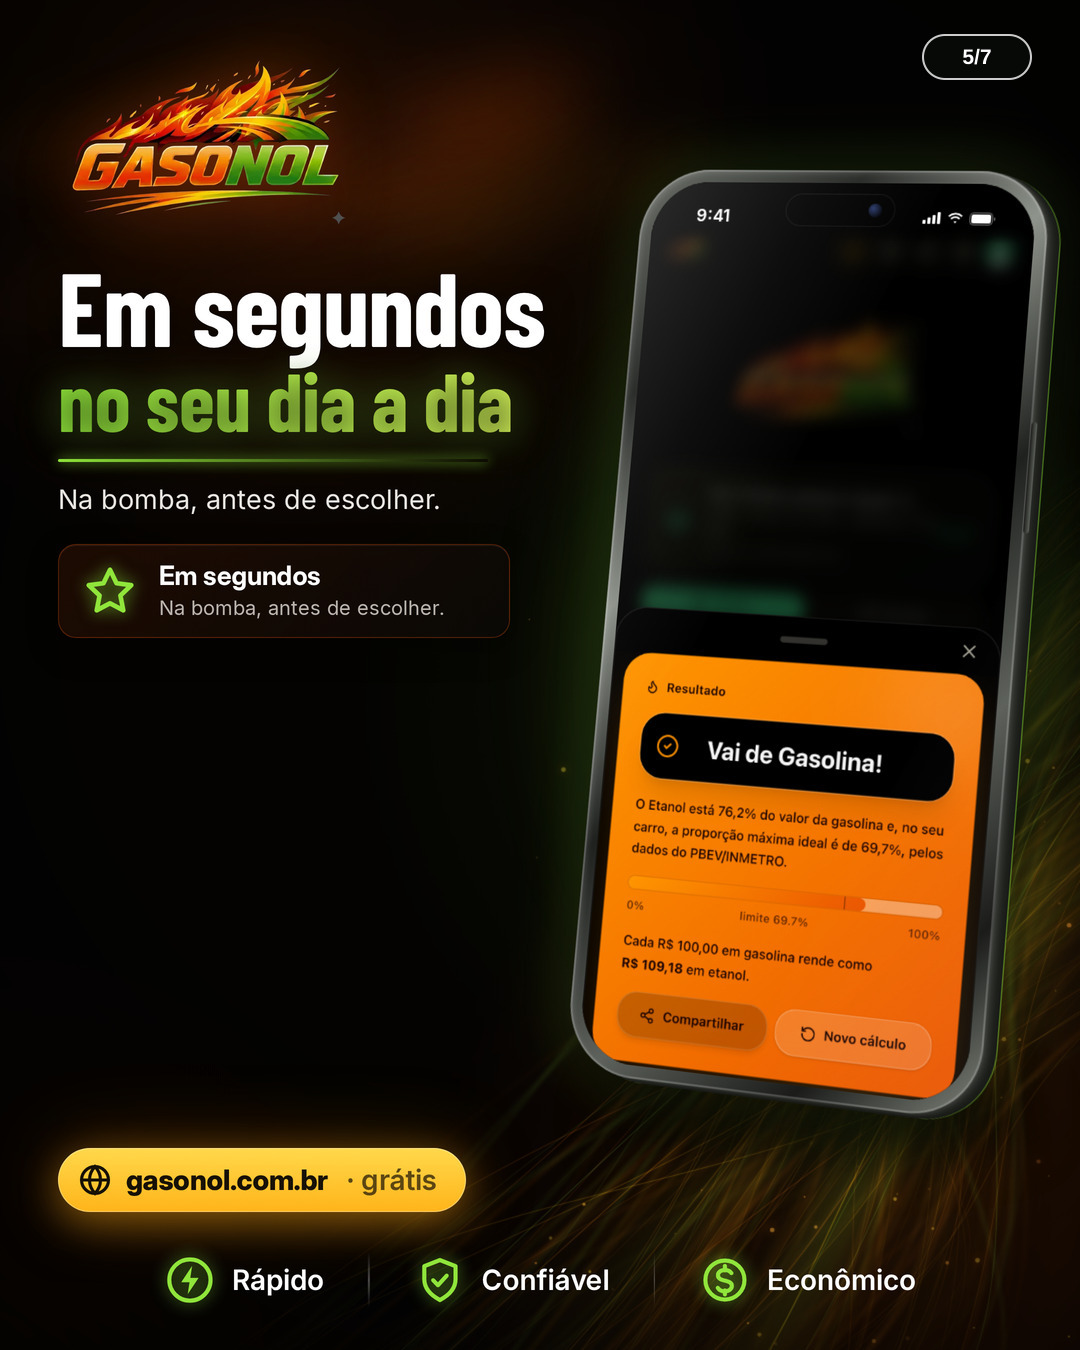 5/7
GASONOL
Em segundos
no seu dia a dia
Na bomba, antes de escolher.
Em segundos
Na bomba, antes de escolher.
9:41
Resultado
Vai de Gasolina!
O Etanol está 76,2% do valor da gasolina e, no seu
carro, a proporção máxima ideal é de 69,7%, pelos
dados do PBEV/INMETRO.
0%
limite 69.7%
100%
Cada R$ 100,00 em gasolina rende como
R$ 109,18 em etanol.
Compartilhar
Novo cálculo
gasonol.com.br · grátis
Rápido
Confiável
Econômico